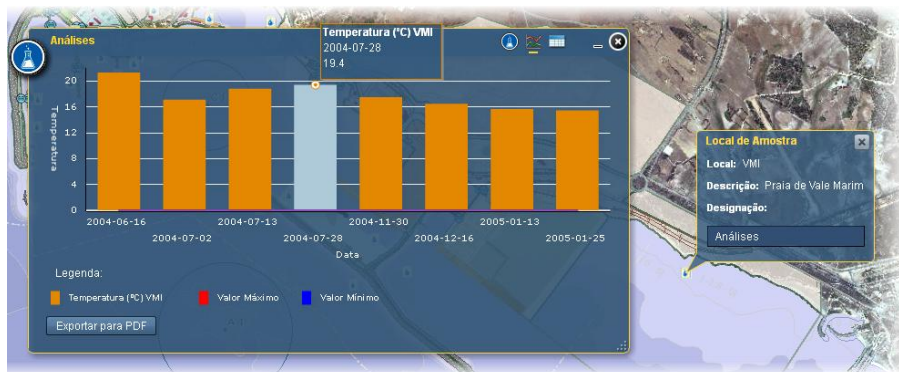 Análises
Temperatura (ºC) VMI
2004-07-28
19.4
20
16
12
8
4
0
Temperatura
2004-06-16
2004-07-02
2004-07-13
2004-07-28
2004-11-30
2004-12-16
2005-01-13
2005-01-25
Data
Legenda:
Temperatura (ºC) VMI
Valor Máximo
Valor Mínimo
Exportar para PDF
Local de Amostra
Local: VMI
Descrição: Praia de Vale Marim
Designação:
Análises